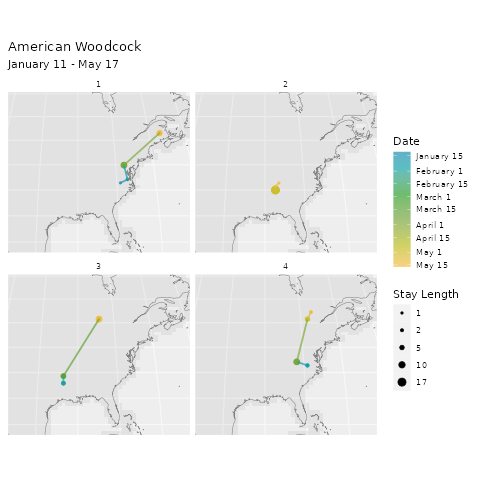 American Woodcock
January 11 - May 17
1
2
3
4
Date
January 15
February 1
February 15
March 1
March 15
April 1
April 15
May 1
May 15
Stay Length
1
2
5
10
17